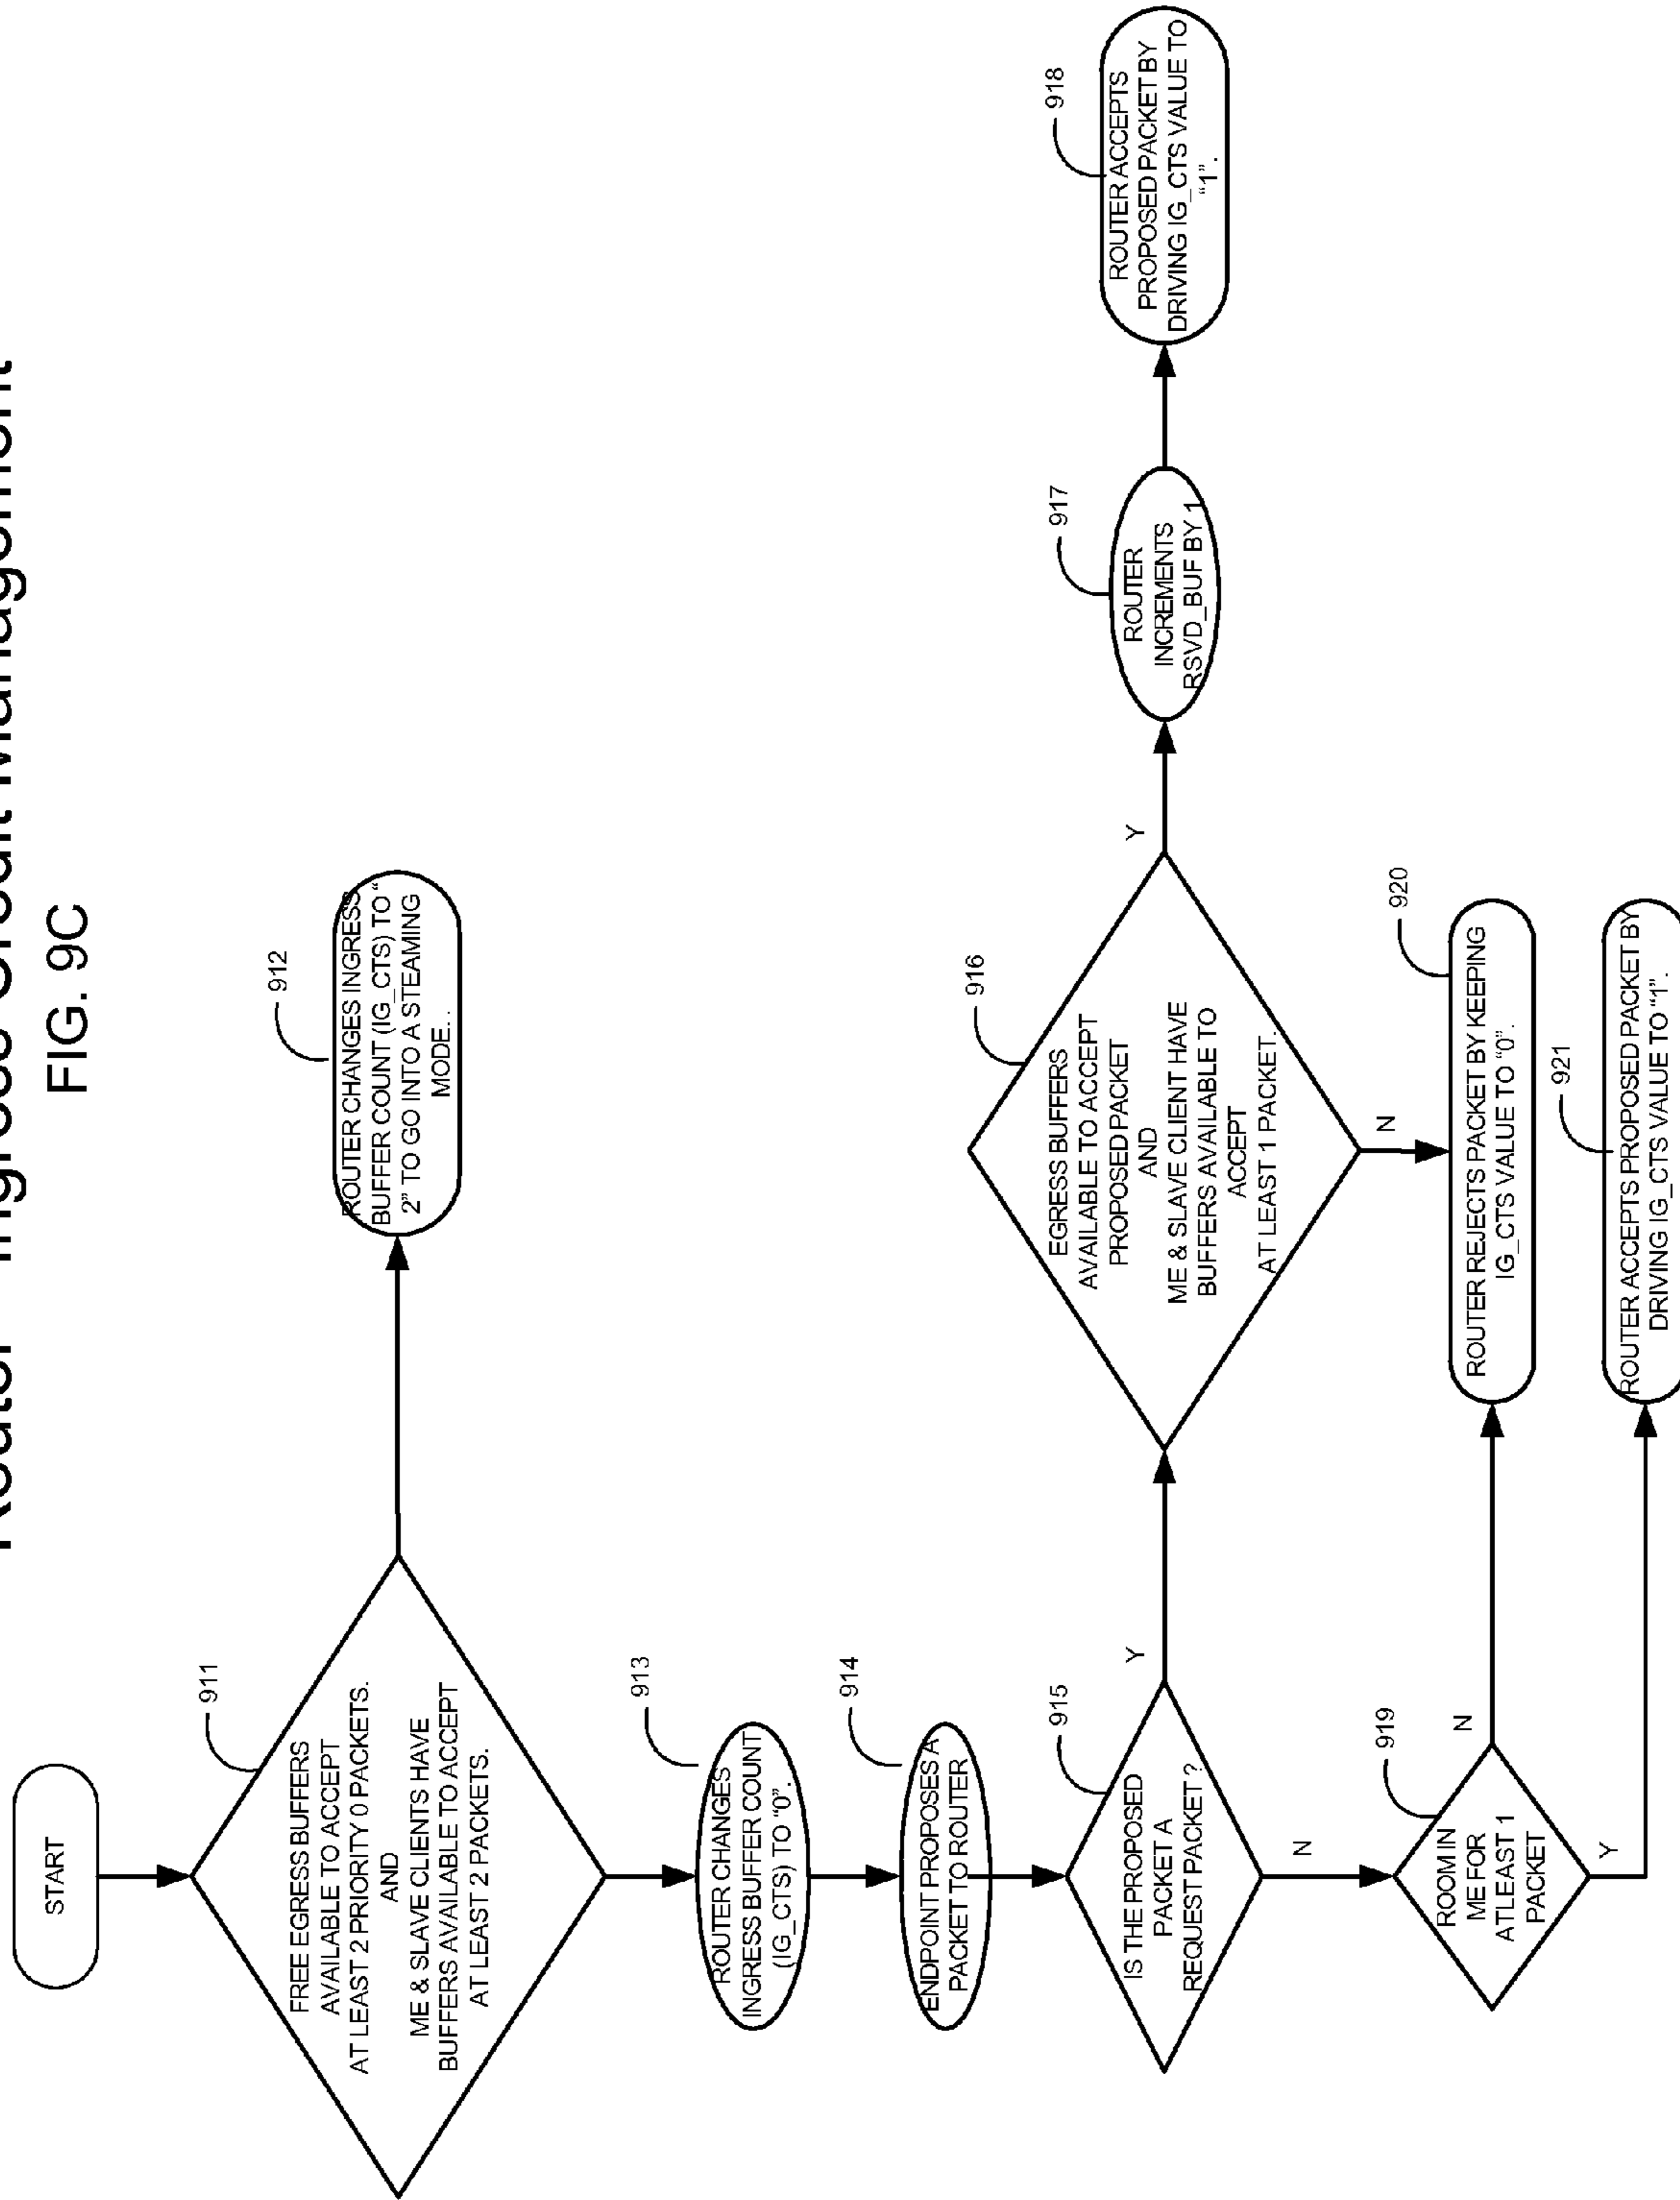 Router - Ingress Credit Management
FIG. 9C
START
911
FREE EGRESS BUFFERS
AVAILABLE TO ACCEPT
AT LEAST 2 PRIORITY 0 PACKETS.
AND
ME & SLAVE CLIENTS HAVE
BUFFERS AVAILABLE TO ACCEPT
AT LEAST 2 PACKETS.
912
ROUTER CHANGES INGRESS
BUFFER COUNT (IG_CTS) TO “
2” TO GO INTO A STEAMING
MODE..
913
ROUTER CHANGES
INGRESS BUFFER COUNT
(IG_CTS) TO “0”.
914
ENDPOINT PROPOSES A
PACKET TO ROUTER
915
IS THE PROPOSED
PACKET A
REQUEST PACKET ?
Y
N
916
EGRESS BUFFERS
AVAILABLE TO ACCEPT
PROPOSED PACKET
AND
ME & SLAVE CLIENT HAVE
BUFFERS AVAILABLE TO
ACCEPT
AT LEAST 1 PACKET.
Y
N
917
ROUTER
INCREMENTS
RSVD_BUF BY 1
918
ROUTER ACCEPTS
PROPOSED PACKET BY
DRIVING IG_CTS VALUE TO
“1”.
919
ROOM IN
ME FOR
ATLEAST 1
PACKET
N
Y
920
ROUTER REJECTS PACKET BY KEEPING
IG_CTS VALUE TO “0”.
921
ROUTER ACCEPTS PROPOSED PACKET BY
DRIVING IG_CTS VALUE TO “1”.